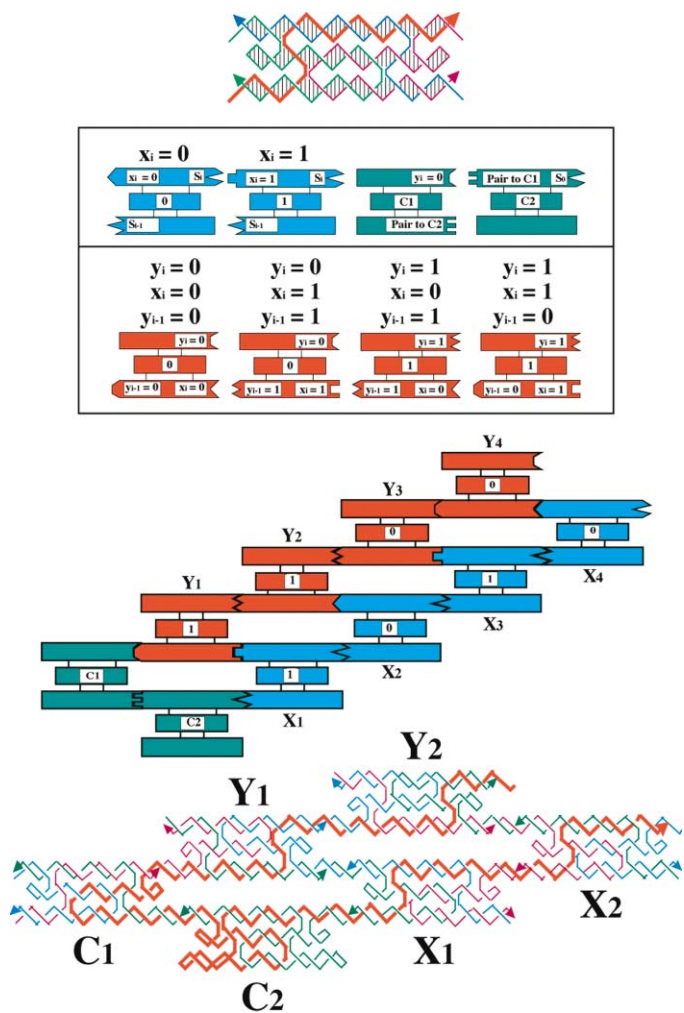 xi = 0 xi = 1
xi = 0 Si xi = 1 Si yi = 0 Pair to C1 S0
0 1 C1 C2
Si-1 Si-1 Pair to C2
yi = 0 yi = 0 yi = 1 yi = 1
xi = 0 xi = 1 xi = 0 xi = 1
yi-1 = 0 yi-1 = 1 yi-1 = 1 yi-1 = 0
yi = 0 yi = 0 yi = 1 yi = 1
0 0 1 1
yi-1 = 0 xi = 0 yi-1 = 1 xi = 1 yi-1 = 1 xi = 0 yi-1 = 0 xi = 1
Y4
0
Y3
0 0
Y2 X4
1 1
Y1 X3
1 0
X2
C1 1
X1
C2
Y2
Y1
X2
C1 X1
C2